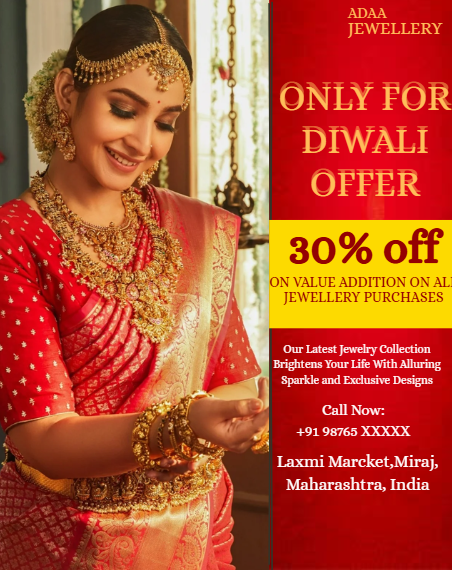 ADAA
JEWELLERY
ONLY FOR
DIWALI
OFFER
30% off
ON VALUE ADDITION ON AL
JEWELLERY PURCHASES
Our Latest Jewelry Collection
Brightens Your Life With Alluring
Sparkle and Exclusive Designs
Call Now:
+91 98765 XXXXX
Laxmi Marcket,Miraj,
Maharashtra, India